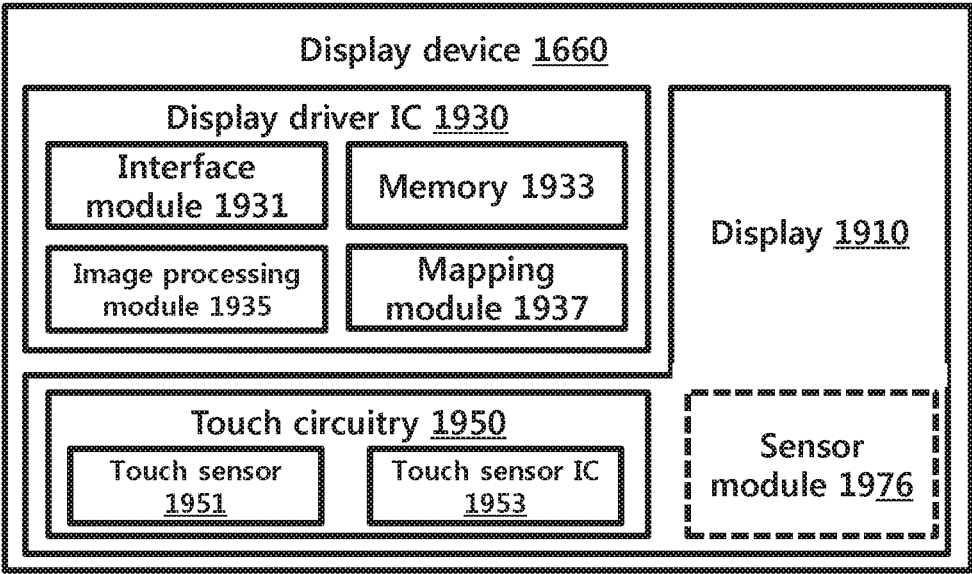 Display device 1660
Display driver IC 1930
Interface
module 1931
Memory 1933
Image processing
module 1935
Mapping
module 1937
Display 1910
Touch circuitry 1950
Touch sensor
1951
Touch sensor IC
1953
Sensor
module 1976